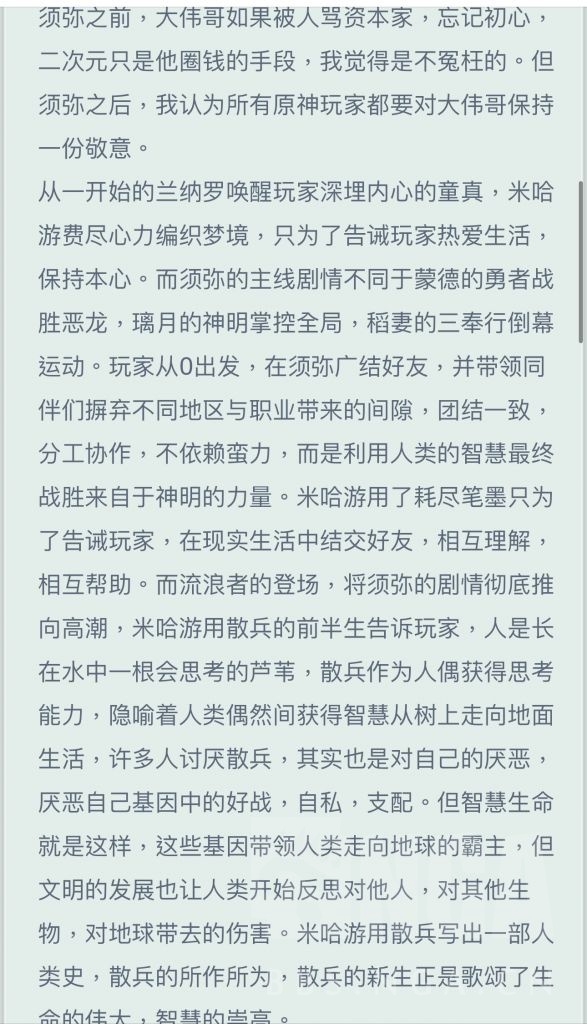 须弥之前，大伟哥如果被人骂资本家，忘记初心，
二次元只是他圈钱的手段，我觉得是不冤枉的。但
须弥之后，我认为所有原神玩家都要对大伟哥保持
一份敬意。
从一开始的兰纳罗唤醒玩家深埋内心的童真，米哈
游费尽心力编织梦境，只为了告诫玩家热爱生活，
保持本心。而须弥的主线剧情不同于蒙德的勇者战
胜恶龙，璃月的神明掌控全局，稻妻的三奉行倒幕
运动。玩家从0出发，在须弥广结好友，并带领同
伴们摒弃不同地区与职业带来的间隙，团结一致，
分工协作，不依赖蛮力，而是利用人类的智慧最终
战胜来自于神明的力量。米哈游用了耗尽笔墨只为
了告诫玩家，在现实生活中结交好友，相互理解，
相互帮助。而流浪者的登场，将须弥的剧情彻底推
向高潮，米哈游用散兵的前半生告诉玩家，人是长
在水中一根会思考的芦苇，散兵作为人偶获得思考
能力，隐喻着人类偶然间获得智慧从树上走向地面
生活，许多人讨厌散兵，其实也是对自己的厌恶，
厌恶自己基因中的好战，自私，支配。但智慧生命
就是这样，这些基因带领人类走向地球的霸主，但
文明的发展也让人类开始反思对他人，对其他生
物，对地球带去的伤害。米哈游用散兵写出一部人
类史，散兵的所作所为，散兵的新生正是歌颂了生
命的伟大，智慧的崇高。